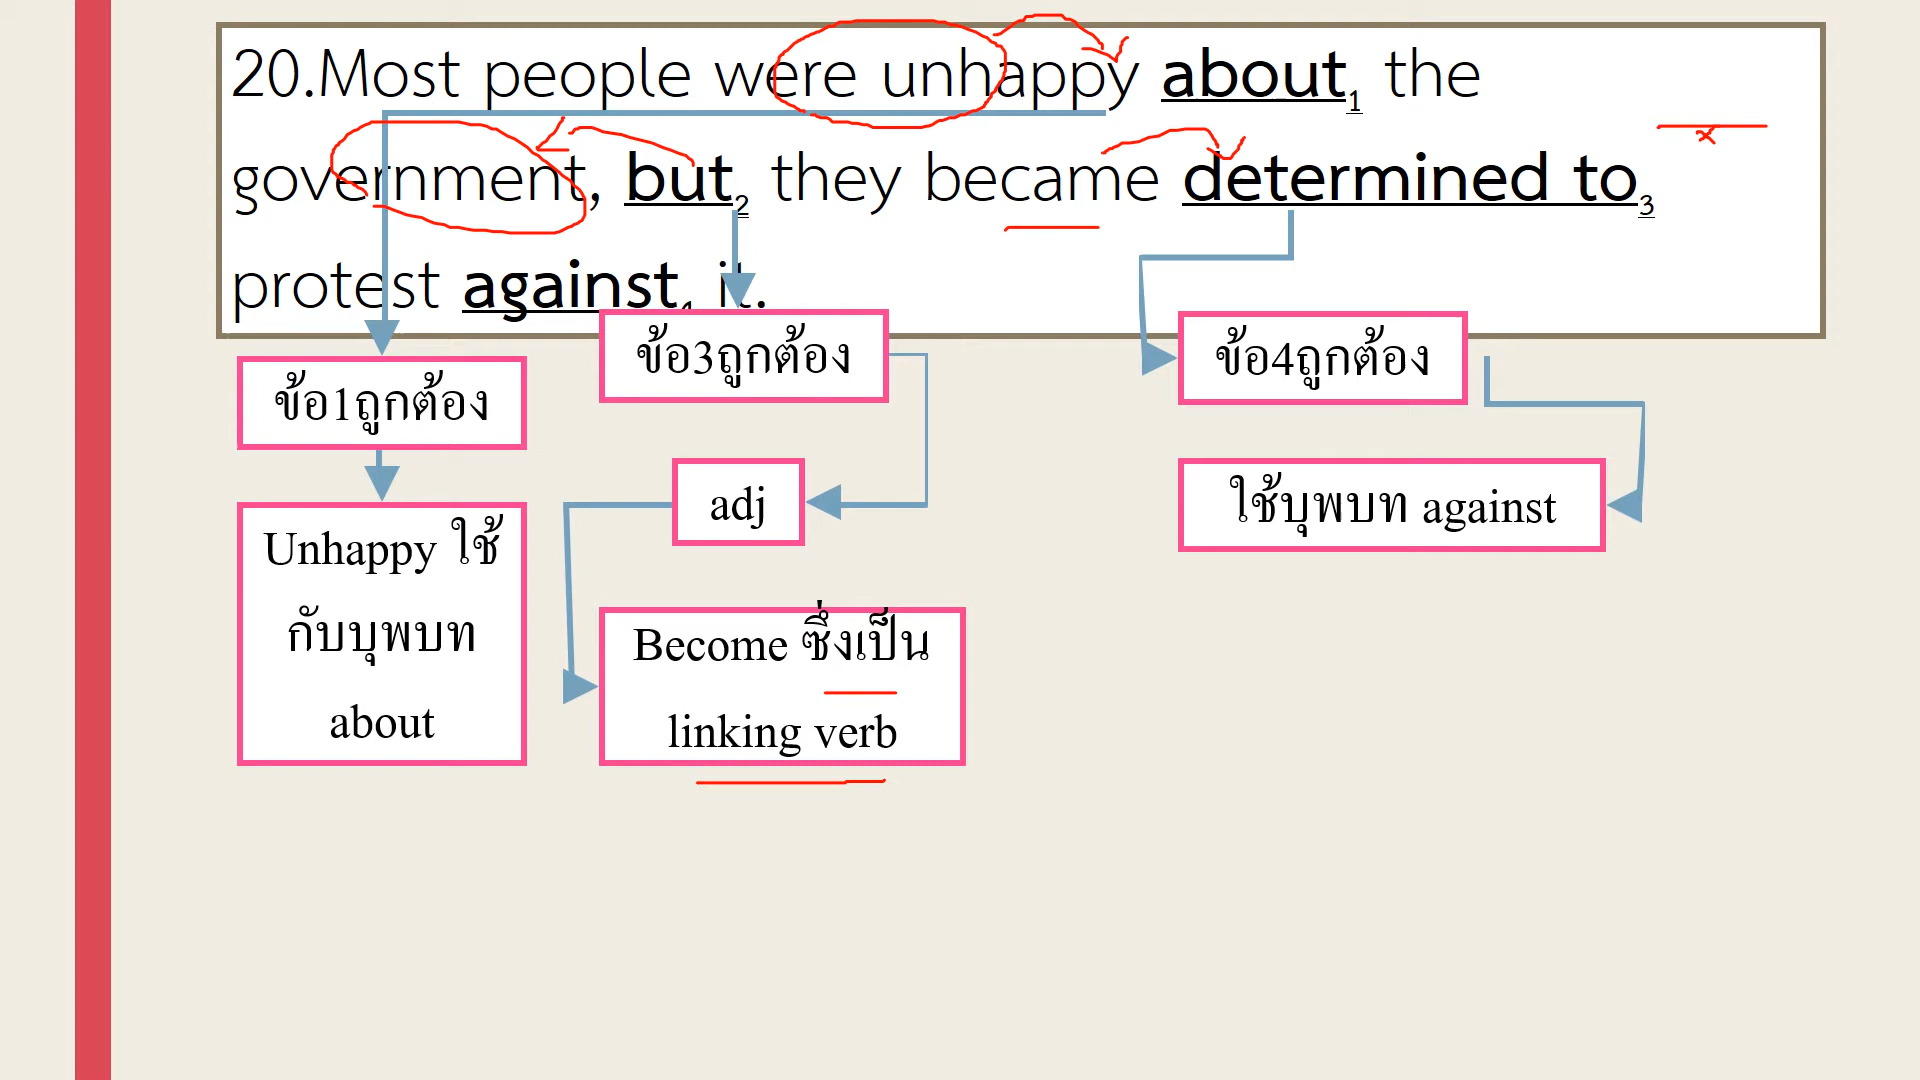 20.Most people were unhappy about1 the
government, but2 they became determined to3
protest against4 it.
ข้อ1ถูกต้อง
Unhappy ใช้
กับบุพบท
about
ข้อ3ถูกต้อง
adj
Become ซึ่งเป็น
linking verb
ข้อ4ถูกต้อง
ใช้บุพบท against